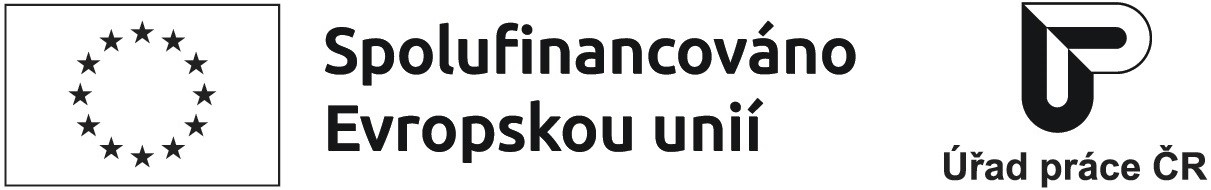 Spolufinancováno
Evropskou unií
Úřad práce ČR